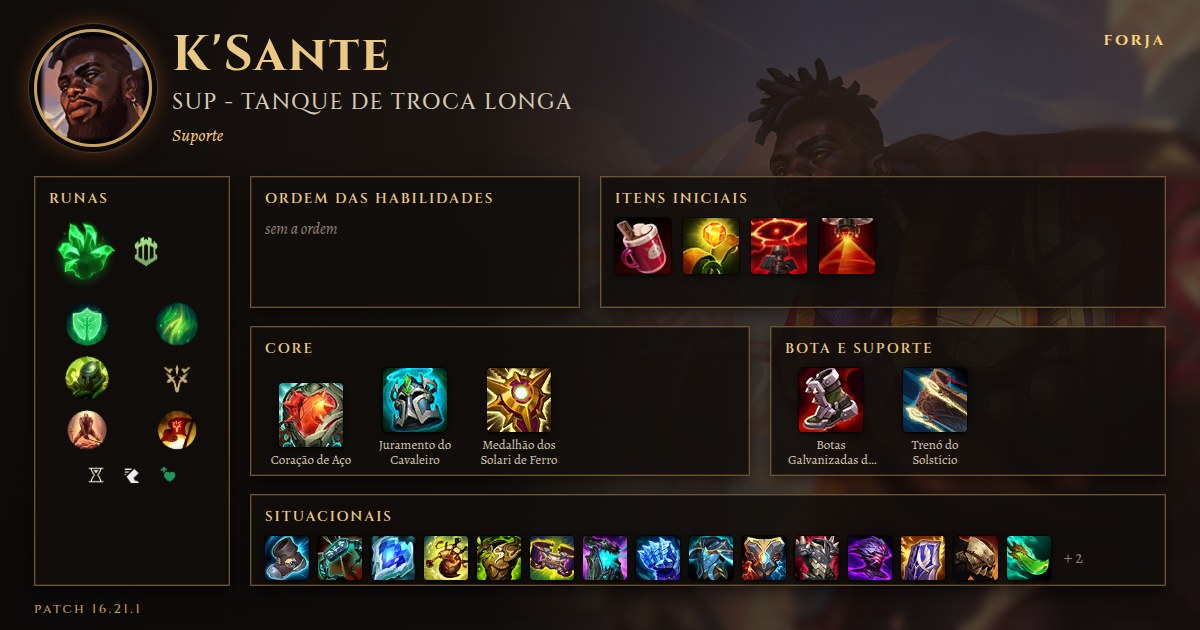 K'Sante
FORJA
SUP - TANQUE DE TROCA LONGA
Suporte
RUNAS
ORDEM DAS HABILIDADES
sem a ordem
ITENS INICIAIS
CORE
Coração de Aço
Juramento do
Cavaleiro
Medalhão dos
Solari de Ferro
BOTA E SUPORTE
Botas
Galvanizadas d...
Trenó do
Solstício
SITUACIONAIS
+2
PATCH 16.21.1